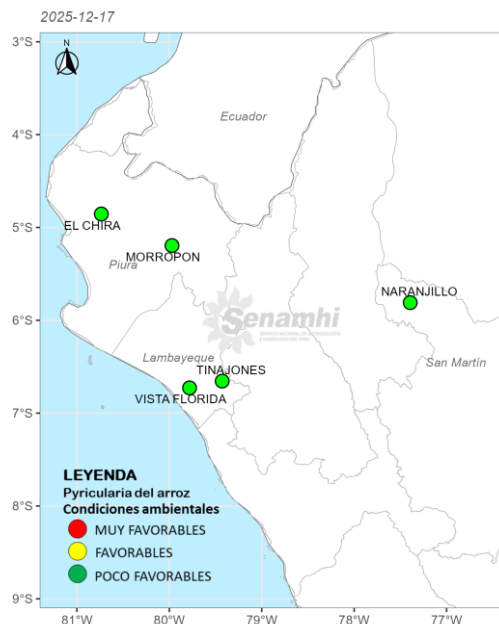 2025-12-17
3°S
N
4°S
Ecuador
5°S
EL CHIRA
MORROPON
Piura
NARANJILLO
6°S
Senamhi
Lambayeque
TINAJONES
San Martín
VISTA FLORIDA
7°S
LEYENDA
Pyricularia del arroz
Condiciones ambientales
8°S
MUY FAVORABLES
FAVORABLES
POCO FAVORABLES
9°S
81°W 80°W 79°W 78°W 77°W